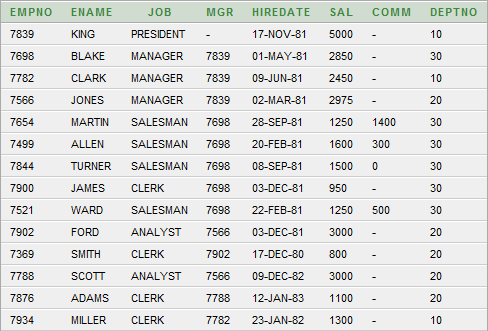 EMPNO ENAME JOB MGR HIREDATE SAL COMM DEPTNO
7839 KING PRESIDENT - 17-NOV-81 5000 - 10
7698 BLAKE MANAGER 7839 01-MAY-81 2850 - 30
7782 CLARK MANAGER 7839 09-JUN-81 2450 - 10
7566 JONES MANAGER 7839 02-MAR-81 2975 - 20
7654 MARTIN SALESMAN 7698 28-SEP-81 1250 1400 30
7499 ALLEN SALESMAN 7698 20-FEB-81 1600 300 30
7844 TURNER SALESMAN 7698 08-SEP-81 1500 0 30
7900 JAMES CLERK 7698 03-DEC-81 950 - 30
7521 WARD SALESMAN 7698 22-FEB-81 1250 500 30
7902 FORD ANALYST 7566 03-DEC-81 3000 - 20
7369 SMITH CLERK 7902 17-DEC-80 800 - 20
7788 SCOTT ANALYST 7566 09-DEC-82 3000 - 20
7876 ADAMS CLERK 7788 12-JAN-83 1100 - 20
7934 MILLER CLERK 7782 23-JAN-82 1300 - 10